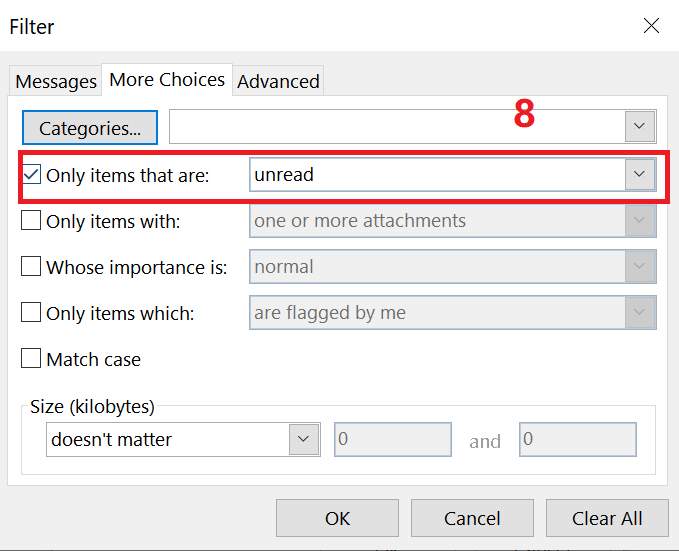 Filter
Messages More Choices Advanced
8
Categories...
Only items that are: unread
Only items with: one or more attachments
Whose importance is: normal
Only items which: are flagged by me
Match case
Size (kilobytes)
doesn't matter 0 and 0
OK Cancel Clear All